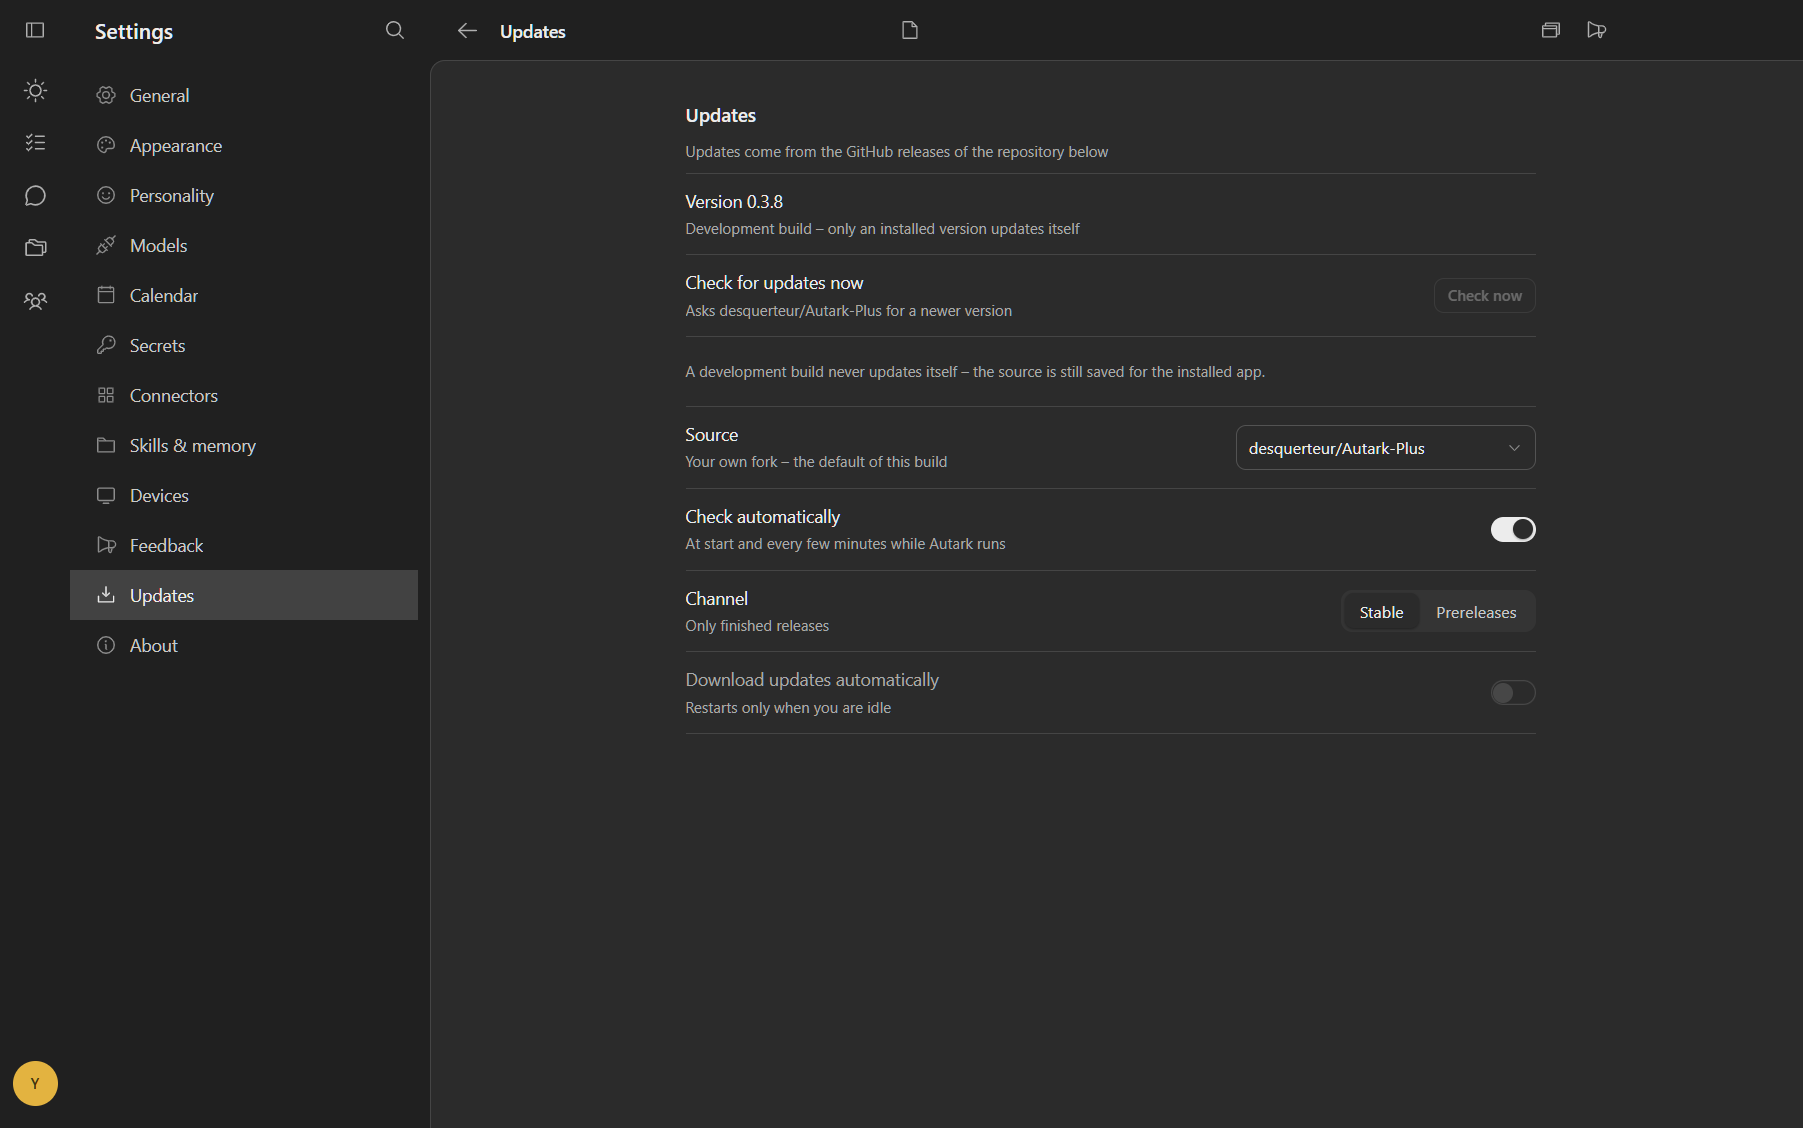 Settings
Updates
General
Appearance
Personality
Models
Calendar
Secrets
Connectors
Skills & memory
Devices
Feedback
Updates
About
Y
Updates
Updates come from the GitHub releases of the repository below
Version 0.3.8
Development build – only an installed version updates itself
Check for updates now
Asks desquerteur/Autark-Plus for a newer version
Check now
A development build never updates itself – the source is still saved for the installed app.
Source
Your own fork – the default of this build
desquerteur/Autark-Plus
Check automatically
At start and every few minutes while Autark runs
Channel
Only finished releases
Stable
Prereleases
Download updates automatically
Restarts only when you are idle